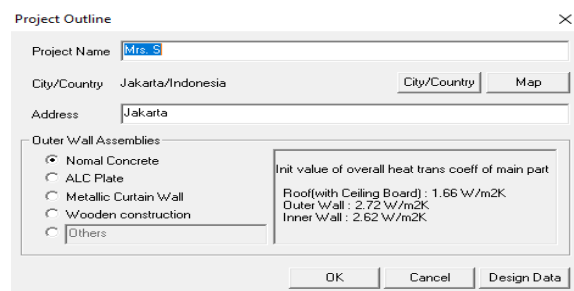 Project Outline
Project Name Mrs. S
City/Country Jakarta/Indonesia City/Country Map
Address Jakarta
Outer Wall Assemblies
Nomal Concrete
ALC Plate
Metallic Curtain Wall
Wooden construction
Others
Init value of overall heat trans coeff of main part
Roof(with Ceiling Board) : 1.66 W/m2K
Outer Wall : 2.72 W/m2K
Inner Wall : 2.62 W/m2K
OK Cancel Design Data